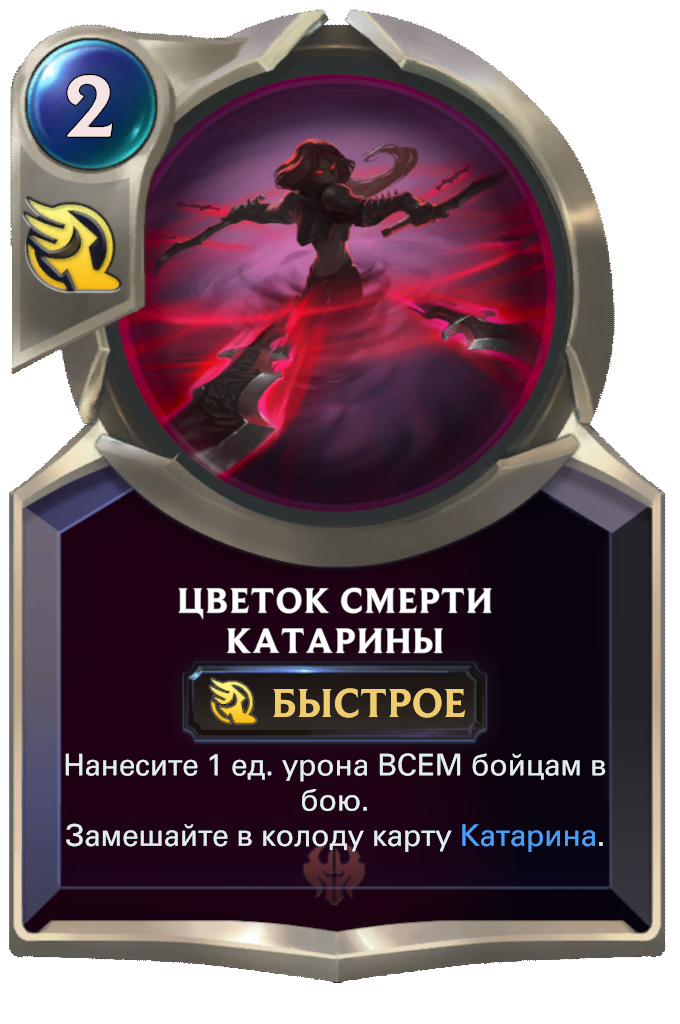 2
ЦВЕТОК СМЕРТИ
КАТАРИНЫ
БЫСТРОЕ
Нанесите 1 ед. урона ВСЕМ бойцам в
бою.
Замешайте в колоду карту Катарина.